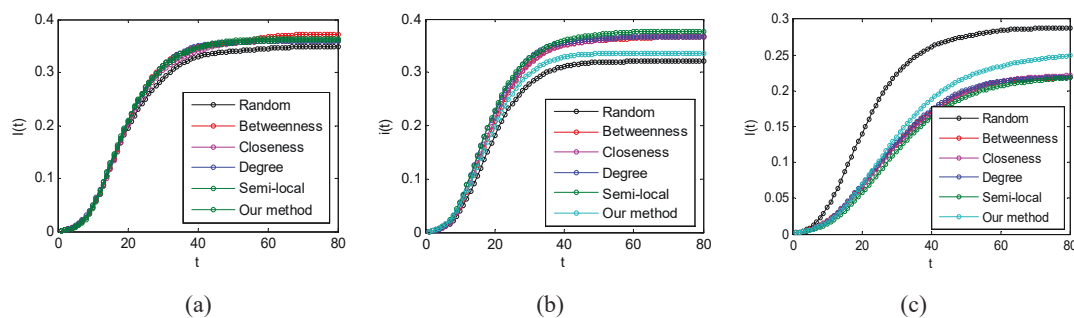 0.4
0.3
0.2
0.1
0
0 20 40 60 80
I(t)
t
Random
Betweenness
Closeness
Degree
Semi-local
Our method
(a)
0.4
0.3
0.2
0.1
0
0 20 40 60 80
i(t)
t
Random
Betweenness
Closeness
Degree
Semi-local
Our method
(b)
0.3
0.25
0.2
0.15
0.1
0.05
0
0 20 40 60 80
I(t)
t
Random
Betweenness
Closeness
Degree
Semi-local
Our method
(c)